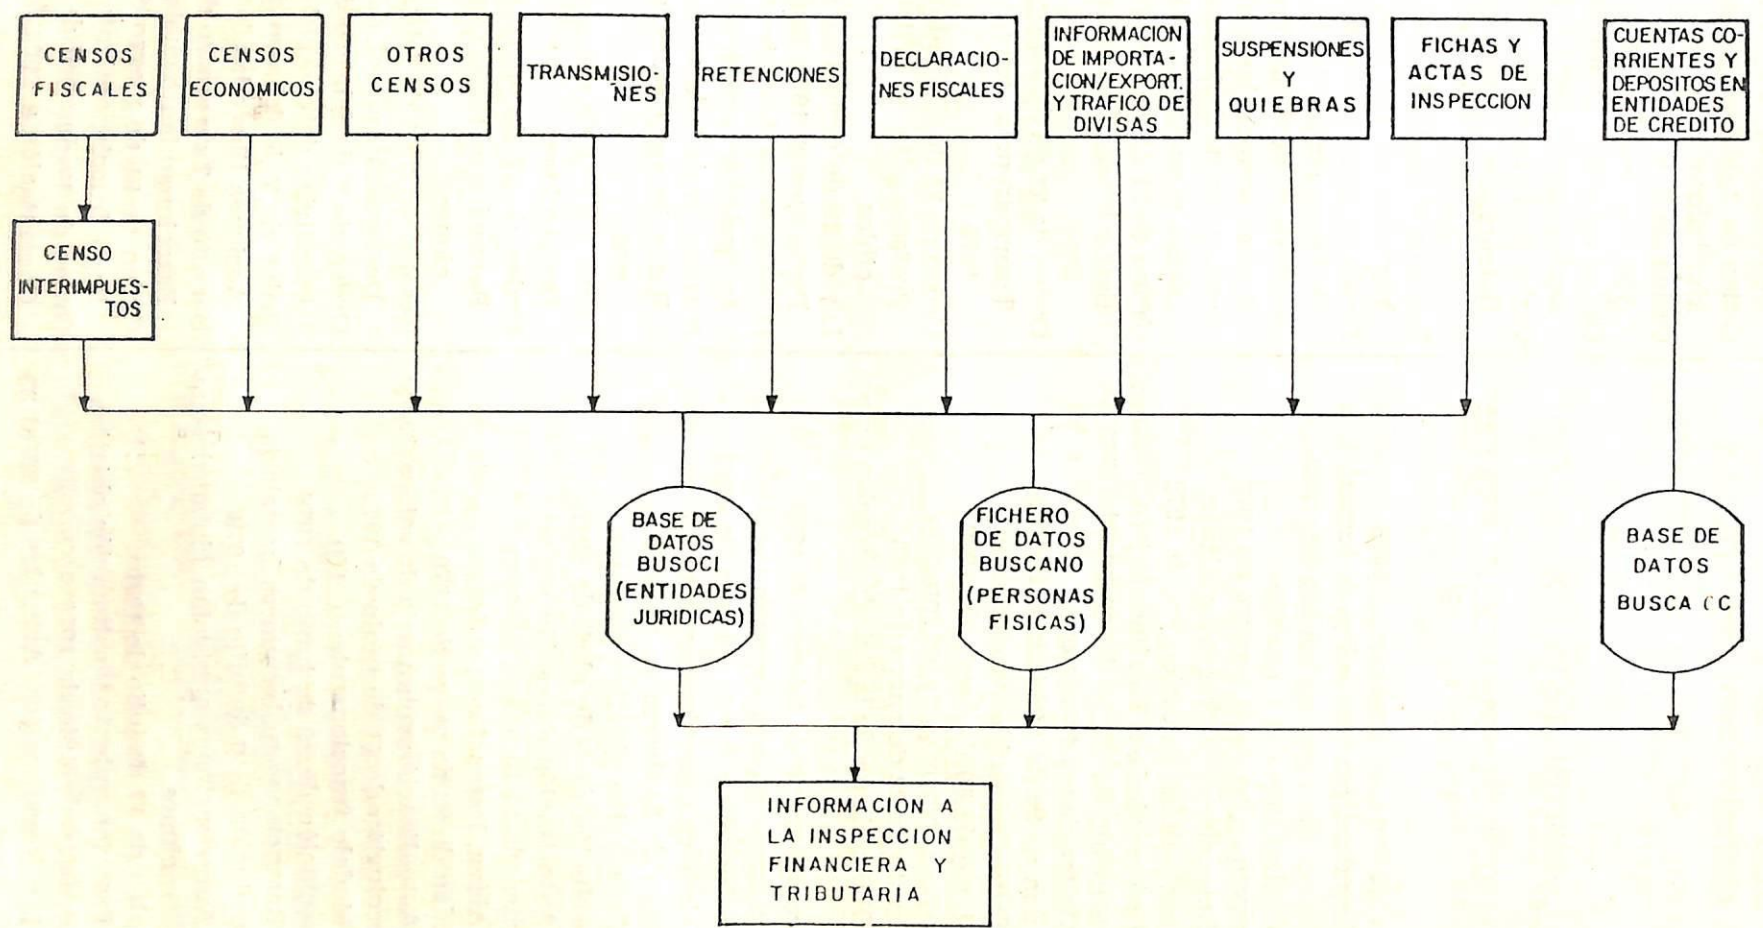 CENSOS
FISCALES
CENSOS
ECONOMICOS
OTROS
CENSOS
TRANSMISIO-
NES
RETENCIONES
DECLARACIO-
NES FISCALES
INFORMACION
DE IMPORTA-
CION/EXPORT.
Y TRAFICO DE
DIVISAS
SUSPENSIONES
Y
QUIEBRAS
FICHAS Y
ACTAS DE
INSPECCION
CUENTAS CO-
RRIENTES Y
DEPOSITOS EN
ENTIDADES
DE CREDITO
CENSO
INTERIMPUES-
TOS
BASE DE
DATOS
BUSOCI
(ENTIDADES
JURIDICAS)
FICHERO
DE DATOS
BUSCANO
(PERSONAS
FISICAS)
BASE DE
DATOS
BUSCA CC
INFORMACION A
LA INSPECCION
FINANCIERA Y
TRIBUTARIA